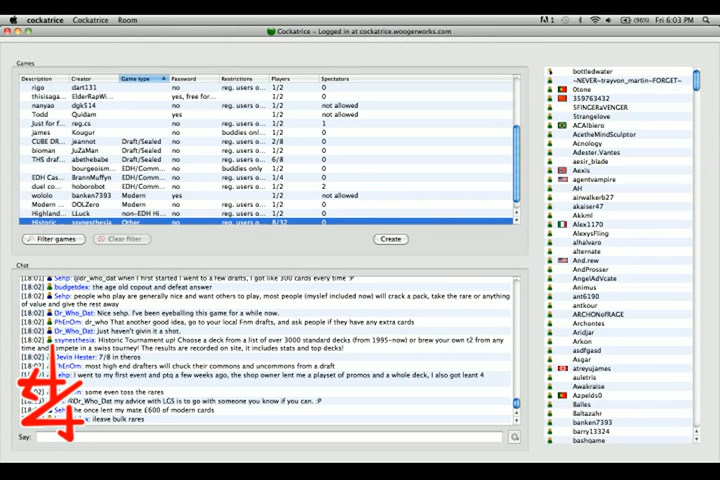 cockatrice Cockatrice Room (96%) Fri 6:03 PM
Cockatrice - Logged in at cockatrice.woogerworks.com
Games
Description Creator Game type Password Restrictions Players Spectators
rigo dart131 no reg. users o... 1/2 0
thisisaga... ElderRapWi... yes, free for... reg. users o... 1/2 0
nanyao dgk514 no reg. users o... 1/2 not allowed
Todd Quidam yes 1/2 not allowed
Just for f... reg.cs no reg. users o... 1/2 1
james Kougur no buddies onl... 1/2 0
CUBE DR... jeannot Draft/Sealed no reg. users o... 2/8 0
bioman JuZaMan Draft/Sealed no reg. users o... 1/2 0
THS draf... abethebabe Draft/Sealed no reg. users o... 6/8 0
bourgeoism... EDH/Comm... no buddies only 1/2 0
EDH Cas... BrannMuffyn EDH/Comm... no reg. users o... 1/4 0
duel co... hoborobot EDH/Comm... no reg. users o... 1/2 2
wololo banken7393 Modern yes 1/2 not allowed
Modern ... DOLZero Modern no reg. users o... 1/2 0
Highland... LLuck non-EDH Hi... no reg. users o... 1/2 0
Historic ... ssynesthesia Other no reg. users o... 8/32 0
Filter games Clear filter Create
Chat
[18:02] Sehp: @dr_who_dat when I first started I went to a few drafts, I got like 300 cards every time :P
[18:02] budgetdex: the age old copout and defeat answer
[18:02] Sehp: people who play are generally nice and want others to play, most people (myslef included now) will crack a pack, take the rare or anything
of value and give the rest away
[18:02] Dr_Who_Dat: Nice sehp. I've been eyeballing this game for a while now.
[18:02] PhEnOm: dr_who That another good idea, go to your local Fnm drafts, and ask people if they have any extra cards
[18:02] Dr_Who_Dat: Just haven't givin it a shot.
[18:02] ssynesthesia: Historic Tournament up! Choose a deck from a list of over 3000 standard decks (from 1995-now) or brew your own t2 from any
time and compete in a swiss tourney! The results are recorded on site, it includes stats and top decks!
[18:02] Devin Hester: 7/8 in theros
PhEnOm: most high end drafters will chuck their commons and uncommons from a draft
I went to my first event and ptq a few weeks ago, the shop owner lent me a playset of promos and a whole deck, I also got leant 4
some even toss the rares
@Dr_Who_Dat my advice with LGS is to go with someone you know if you can. :P
[18:02] Seh he once lent my mate £600 of modern cards
ileave bulk rares
Say:
#4
bottledwater
~NEVER~trayvon_martin~FORGET~
0tone
359763432
5FINGERaVENGER
Strangelove
ACAlbiero
AcetheMindSculptor
Acnology
Adester.Vantes
aesir_blade
Aexis
agentvampire
AH
airwalkerb27
akaiser47
Akkml
Alex1170
AlexysFling
alhalvaro
alternate
And.rew
AndProsser
AngelAdVcate
Animus
ant6190
antkour
ARCHONofRAGE
Archontes
Arridjd
asdfgasd
Asgar
atreyujames
auletris
Awakraise
Azpelds0
Balles
Baltazahr
banken7393
barry13324
bashgame